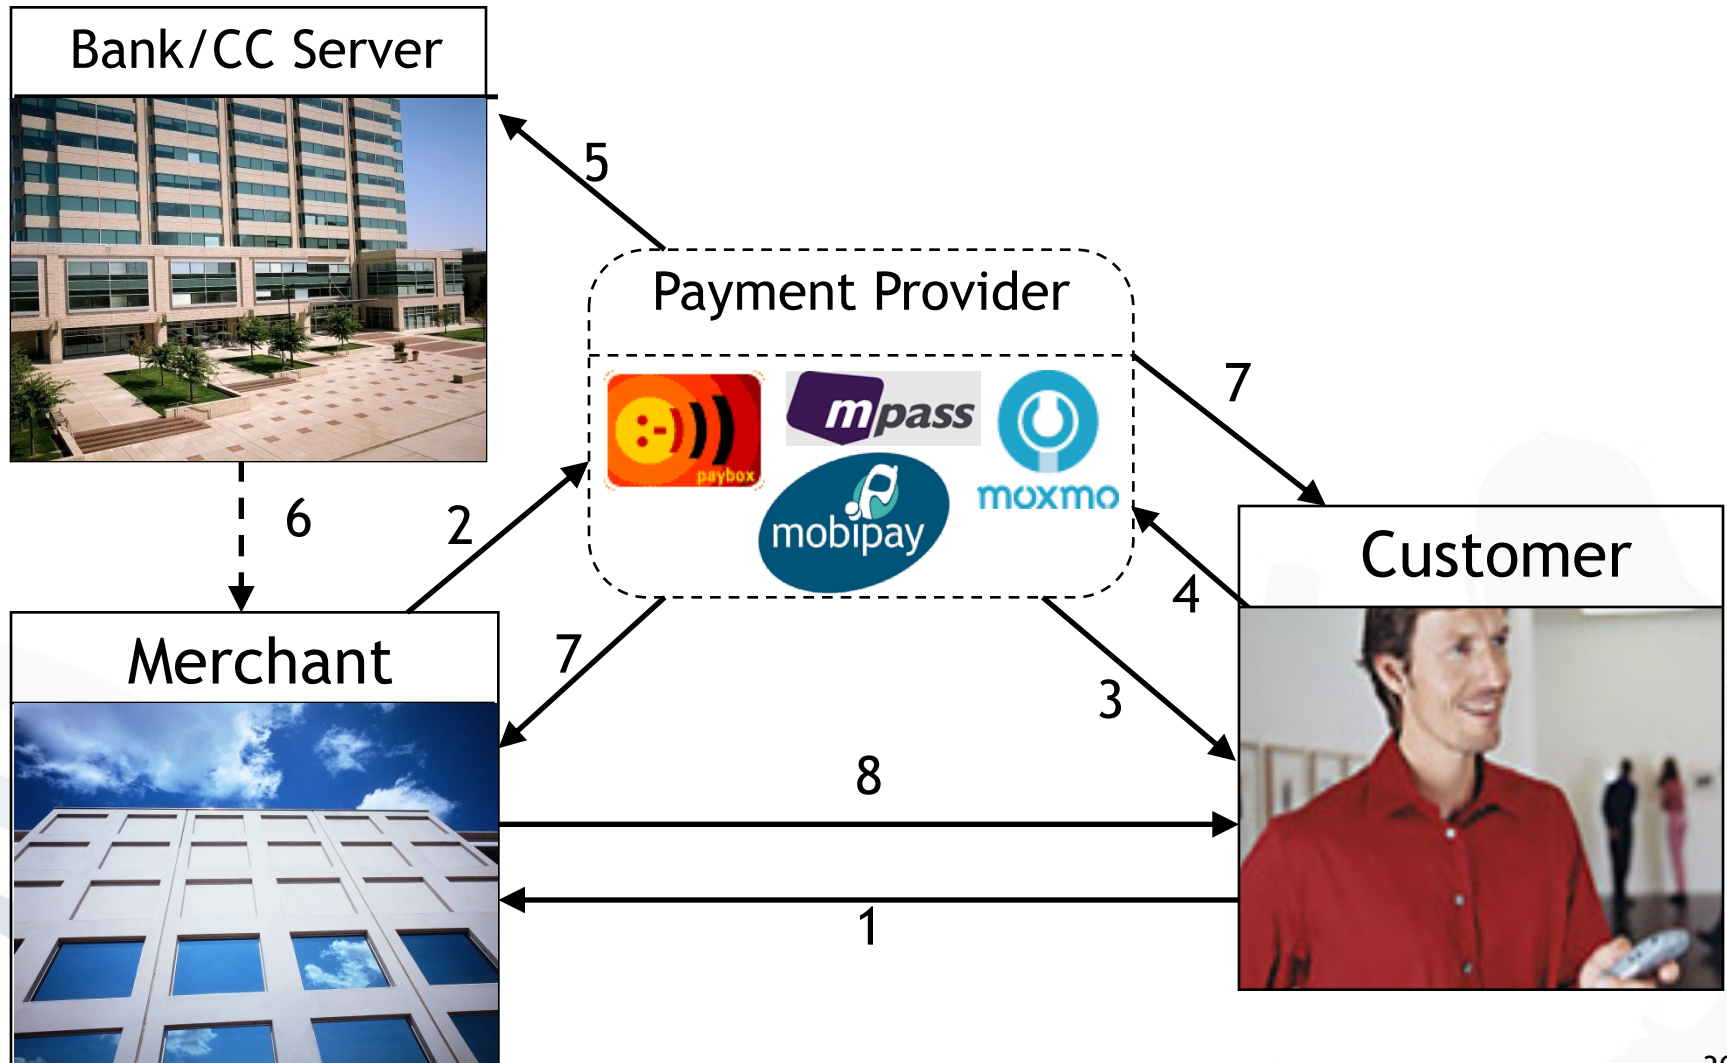 Bank/CC Server
5
Payment Provider
7
paybox
mpass
moxmo
mobipay
6
2
4
Customer
Merchant
7
3
8
1